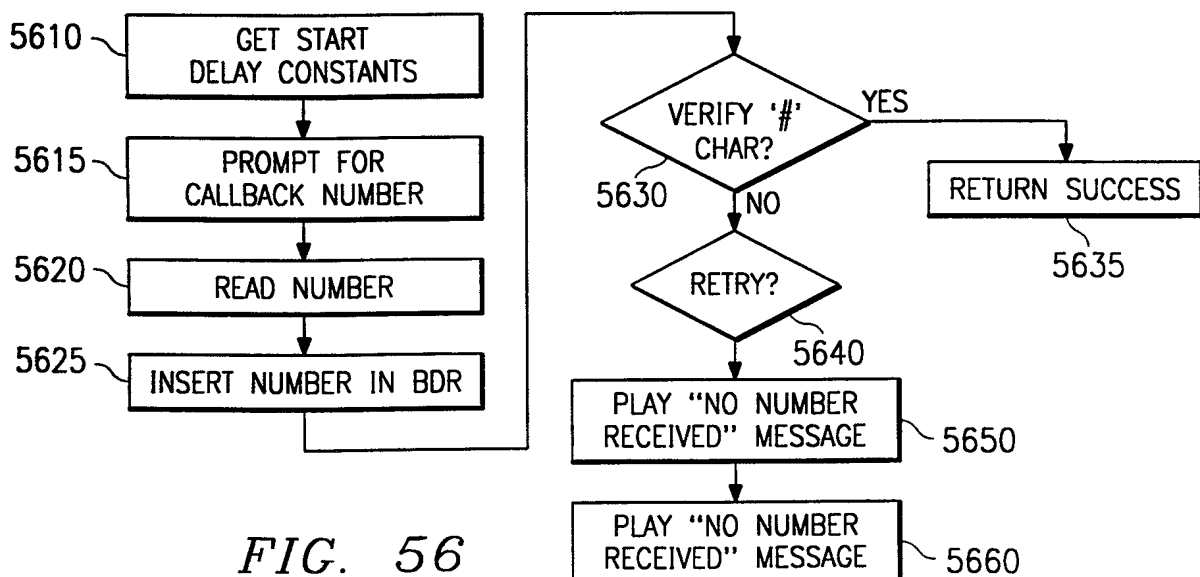 5610
GET START
DELAY CONSTANTS
5615
PROMPT FOR
CALLBACK NUMBER
5620
READ NUMBER
5625
INSERT NUMBER IN BDR
VERIFY '#'
CHAR?
5630
YES
RETURN SUCCESS
5635
NO
RETRY?
5640
PLAY “NO NUMBER
RECEIVED” MESSAGE
5650
PLAY “NO NUMBER
RECEIVED” MESSAGE
5660
FIG. 56